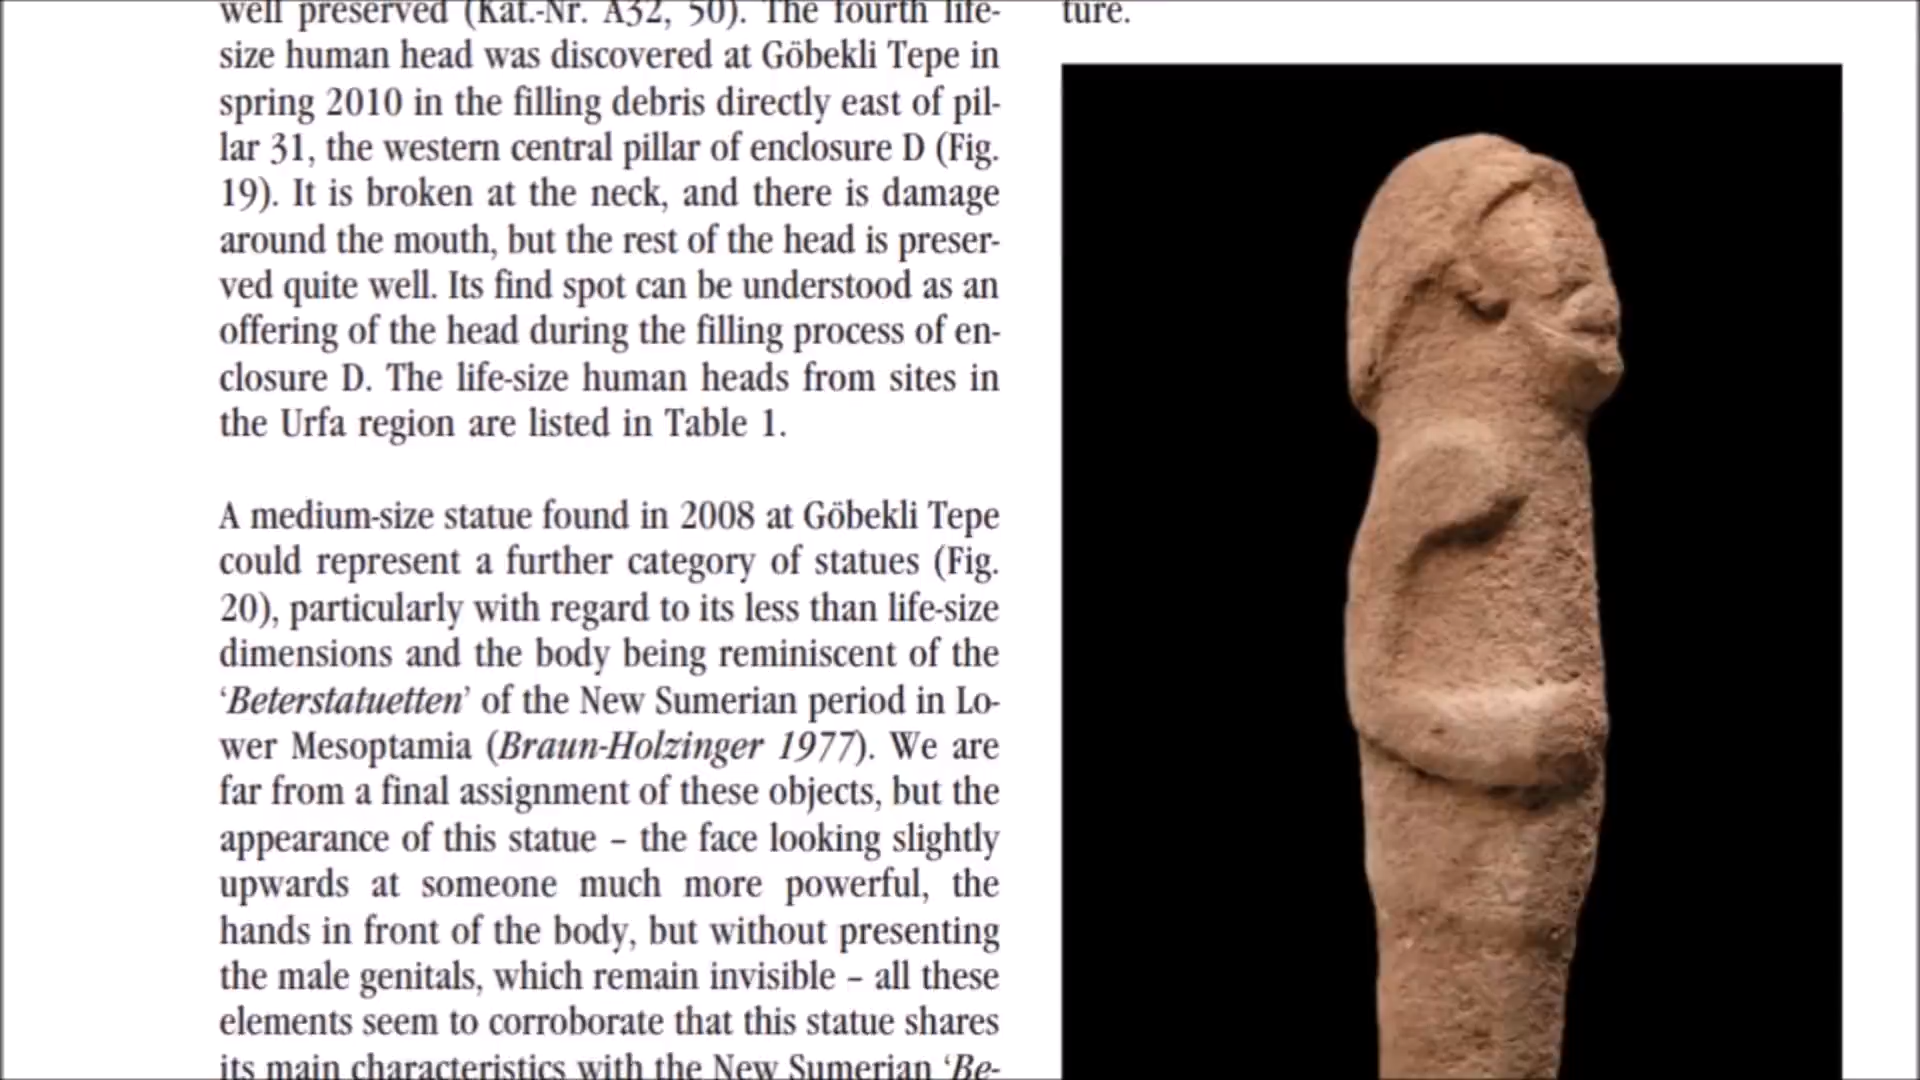 well preserved (Kat.-Nr. A32, 50). The fourth life-
size human head was discovered at Göbekli Tepe in
spring 2010 in the filling debris directly east of pil-
lar 31, the western central pillar of enclosure D (Fig.
19). It is broken at the neck, and there is damage
around the mouth, but the rest of the head is preser-
ved quite well. Its find spot can be understood as an
offering of the head during the filling process of en-
closure D. The life-size human heads from sites in
the Urfa region are listed in Table 1.
A medium-size statue found in 2008 at Göbekli Tepe
could represent a further category of statues (Fig.
20), particularly with regard to its less than life-size
dimensions and the body being reminiscent of the
‘Beterstatuetten’ of the New Sumerian period in Lo-
wer Mesoptamia (Braun-Holzinger 1977). We are
far from a final assignment of these objects, but the
appearance of this statue – the face looking slightly
upwards at someone much more powerful, the
hands in front of the body, but without presenting
the male genitals, which remain invisible – all these
elements seem to corroborate that this statue shares
its main characteristics with the New Sumerian ‘Be-
ture.